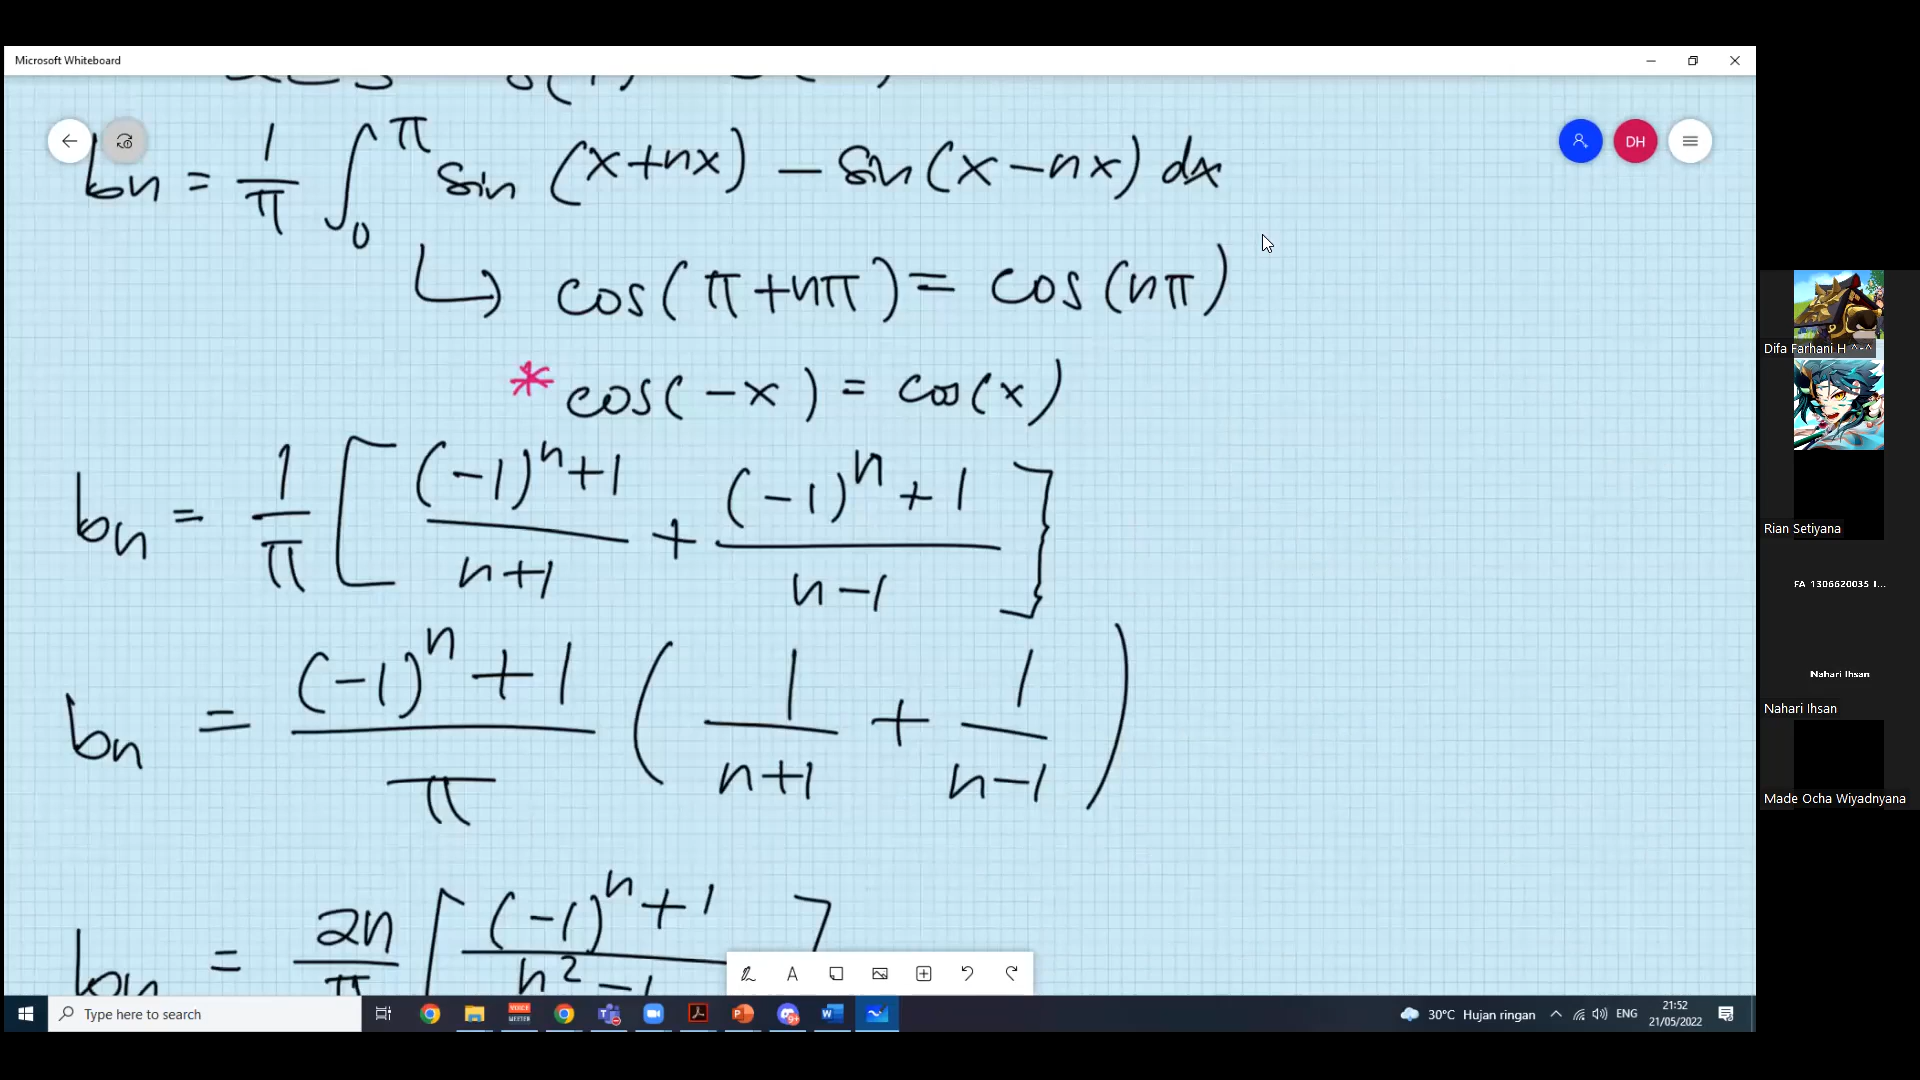 Microsoft Whiteboard
DH
bn = 1/π ∫₀^π sin (x+nx) − sin(x−nx) dx
↳ cos(π+nπ) = cos(nπ)
* cos(−x) = cos(x)
bn = 1/π [ (−1)ⁿ+1 / n+1 + (−1)ⁿ+1 / n−1 ]
bn = (−1)ⁿ+1 / π ( 1/n+1 + 1/n−1 )
bn = 2n/π [ (−1)ⁿ+1 / n²−1 ]
Difa Farhani H ^-^
Rian Setiyana
FA_1306620035_I...
Nahari Ihsan
Nahari Ihsan
Made Ocha Wiyadnyana
Type here to search
30°C Hujan ringan
ENG
21:52
21/05/2022